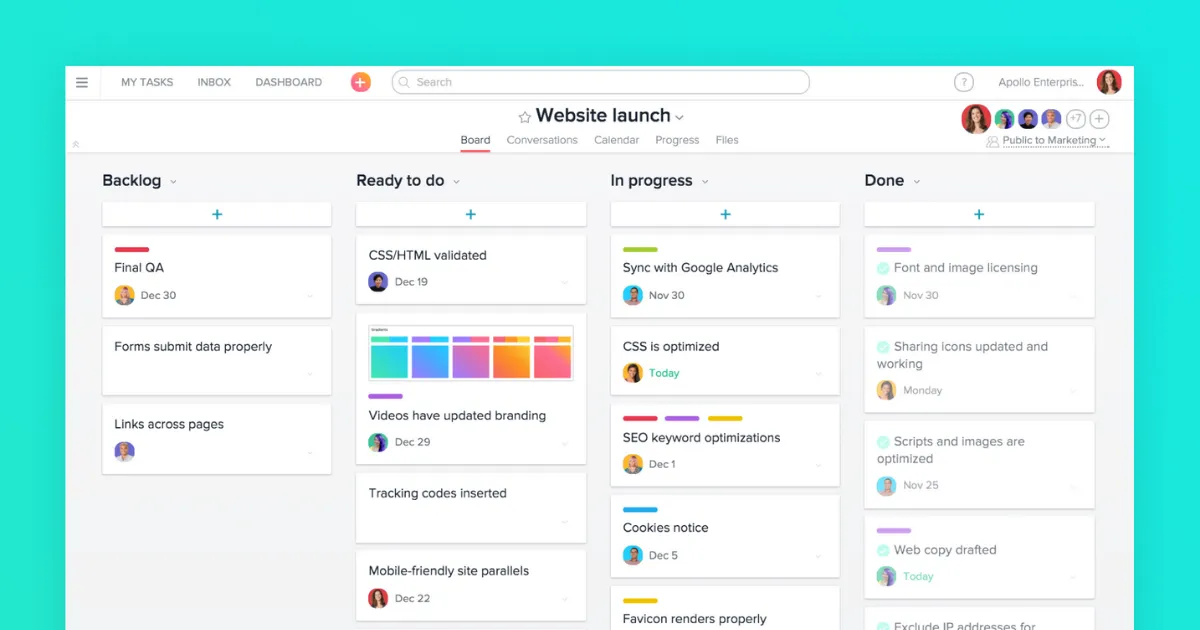 MY TASKS INBOX DASHBOARD + Search ? Apollo Enterpris...
Website launch
+7 +
Board Conversations Calendar Progress Files
Public to Marketing
Backlog
+
Final QA
Dec 30
Forms submit data properly
Links across pages
Ready to do
+
CSS/HTML validated
Dec 19
Videos have updated branding
Dec 29
Tracking codes inserted
Mobile-friendly site parallels
Dec 22
In progress
+
Sync with Google Analytics
Nov 30
CSS is optimized
Today
SEO keyword optimizations
Dec 1
Cookies notice
Dec 5
Favicon renders properly
Done
+
Font and image licensing
Nov 30
Sharing icons updated and
working
Monday
Scripts and images are
optimized
Nov 25
Web copy drafted
Today
Exclude IP addresses for